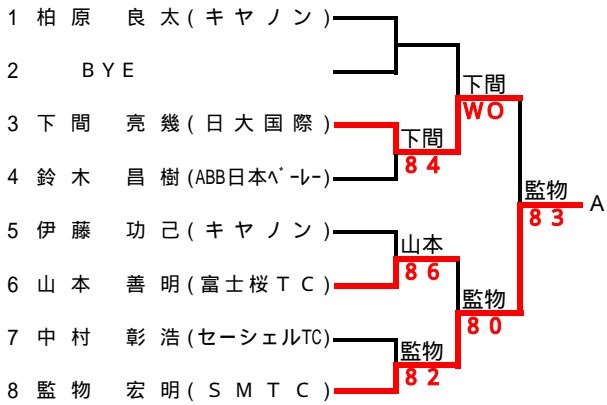 1 柏原 良太(キヤノン)
2 BYE
下間
WO
3 下間 亮幾(日大国際)
下間
84
4 鈴木 昌樹(ABB日本ﾍﾞｰﾚｰ)
監物
83
A
5 伊藤 功己(キヤノン)
山本
86
6 山本 善明(富士桜TC)
監物
80
7 中村 彰浩(セーシェルTC)
監物
82
8 監物 宏明(SMTC)